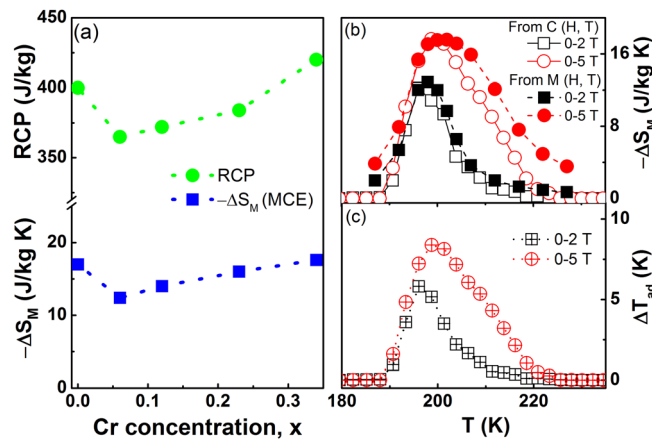 (a)
RCP (J/kg)
450
400
350
RCP
−ΔS_M (MCE)
−ΔS_M (J/kg K)
20
10
0
0.0 0.1 0.2 0.3
Cr concentration, x
(b)
From C (H, T)
0-2 T
0-5 T
From M (H, T)
0-2 T
0-5 T
16
8
0
−ΔS_M (J/kg K)
(c)
0-2 T
0-5 T
10
5
0
ΔT_ad (K)
180 200 220
T (K)